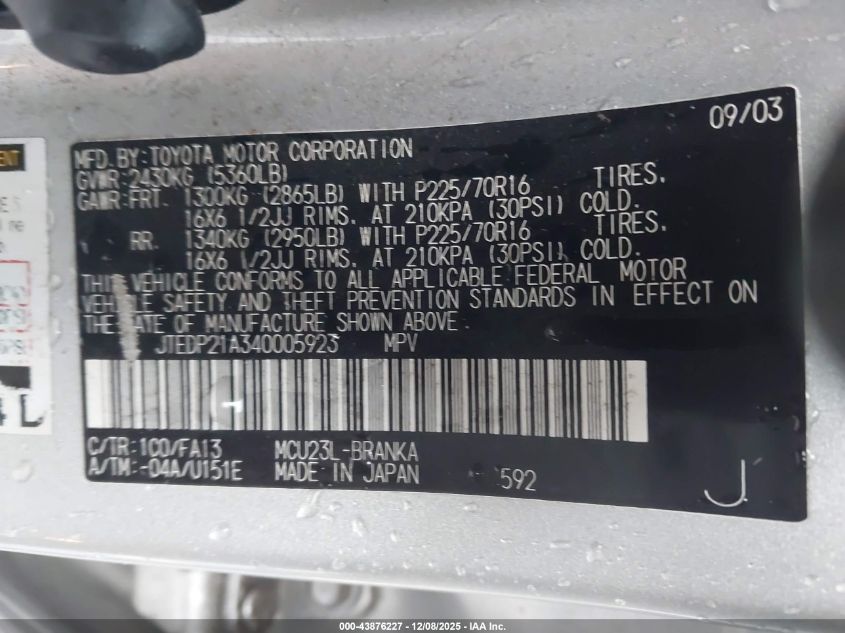 09/03
MFD. BY: TOYOTA MOTOR CORPORATION
GVWR: 2430KG (5360LB)
GAWR: FRT. 1300KG (2865LB) WITH P225/70R16 TIRES,
16X6 1/2JJ RIMS, AT 210KPA (30PSI) COLD.
RR. 1340KG (2950LB) WITH P225/70R16 TIRES,
16X6 1/2JJ RIMS, AT 210KPA (30PSI) COLD.
THIS VEHICLE CONFORMS TO ALL APPLICABLE FEDERAL MOTOR
VEHICLE SAFETY AND THEFT PREVENTION STANDARDS IN EFFECT ON
THE DATE OF MANUFACTURE SHOWN ABOVE.
JTEDP21A340005923 MPV
C/TR: 1C0/FA13 MCU23L-BRANKA
A/TM: -04A/U151E MADE IN JAPAN 592
J
000-43876227 - 12/08/2025 - IAA Inc.